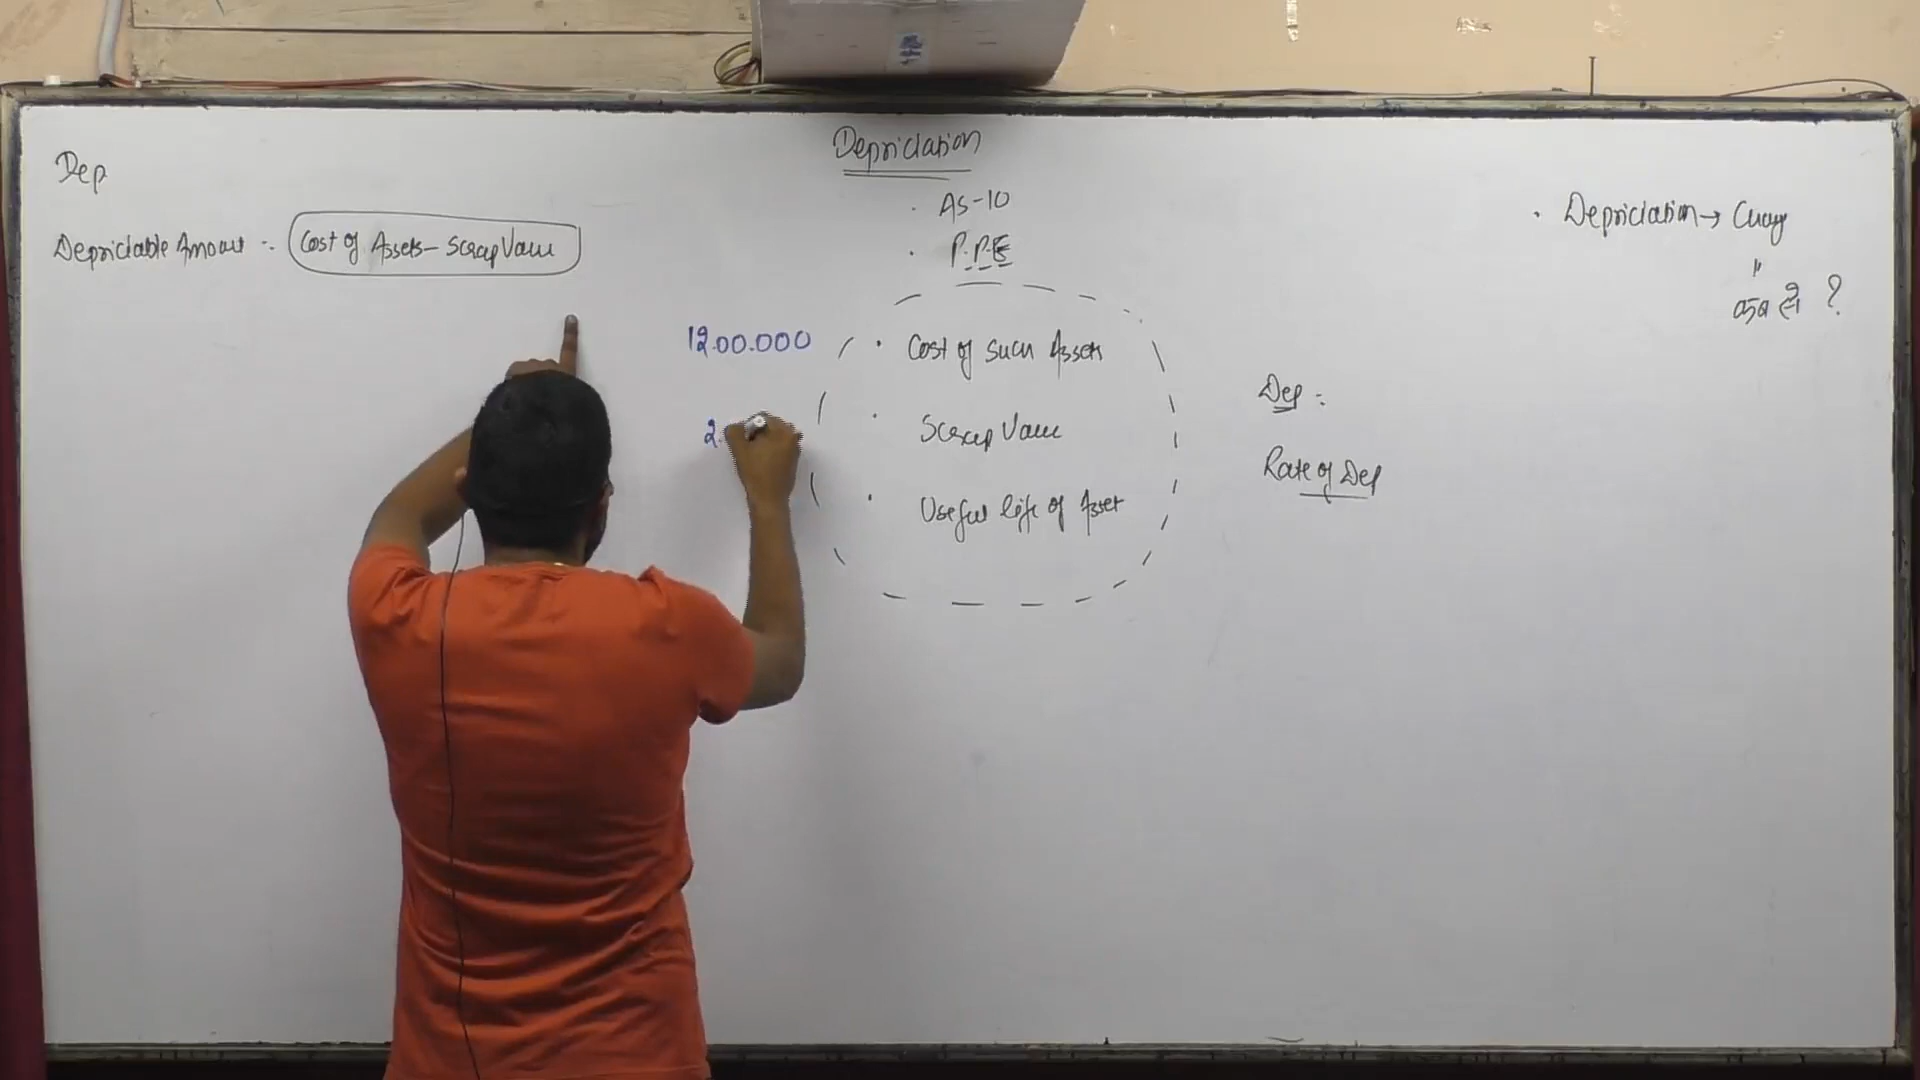 Depriciation
Dep
Depriciable Amount :- Cost of Assets - Scrap Value
• AS-10
• P.P.E
• Depriciation → Charge
कब से ?
12.00.000
• Cost of Such Assets
2.
• Scrap Value
• Useful life of Asset
Dep :
Rate of Dep